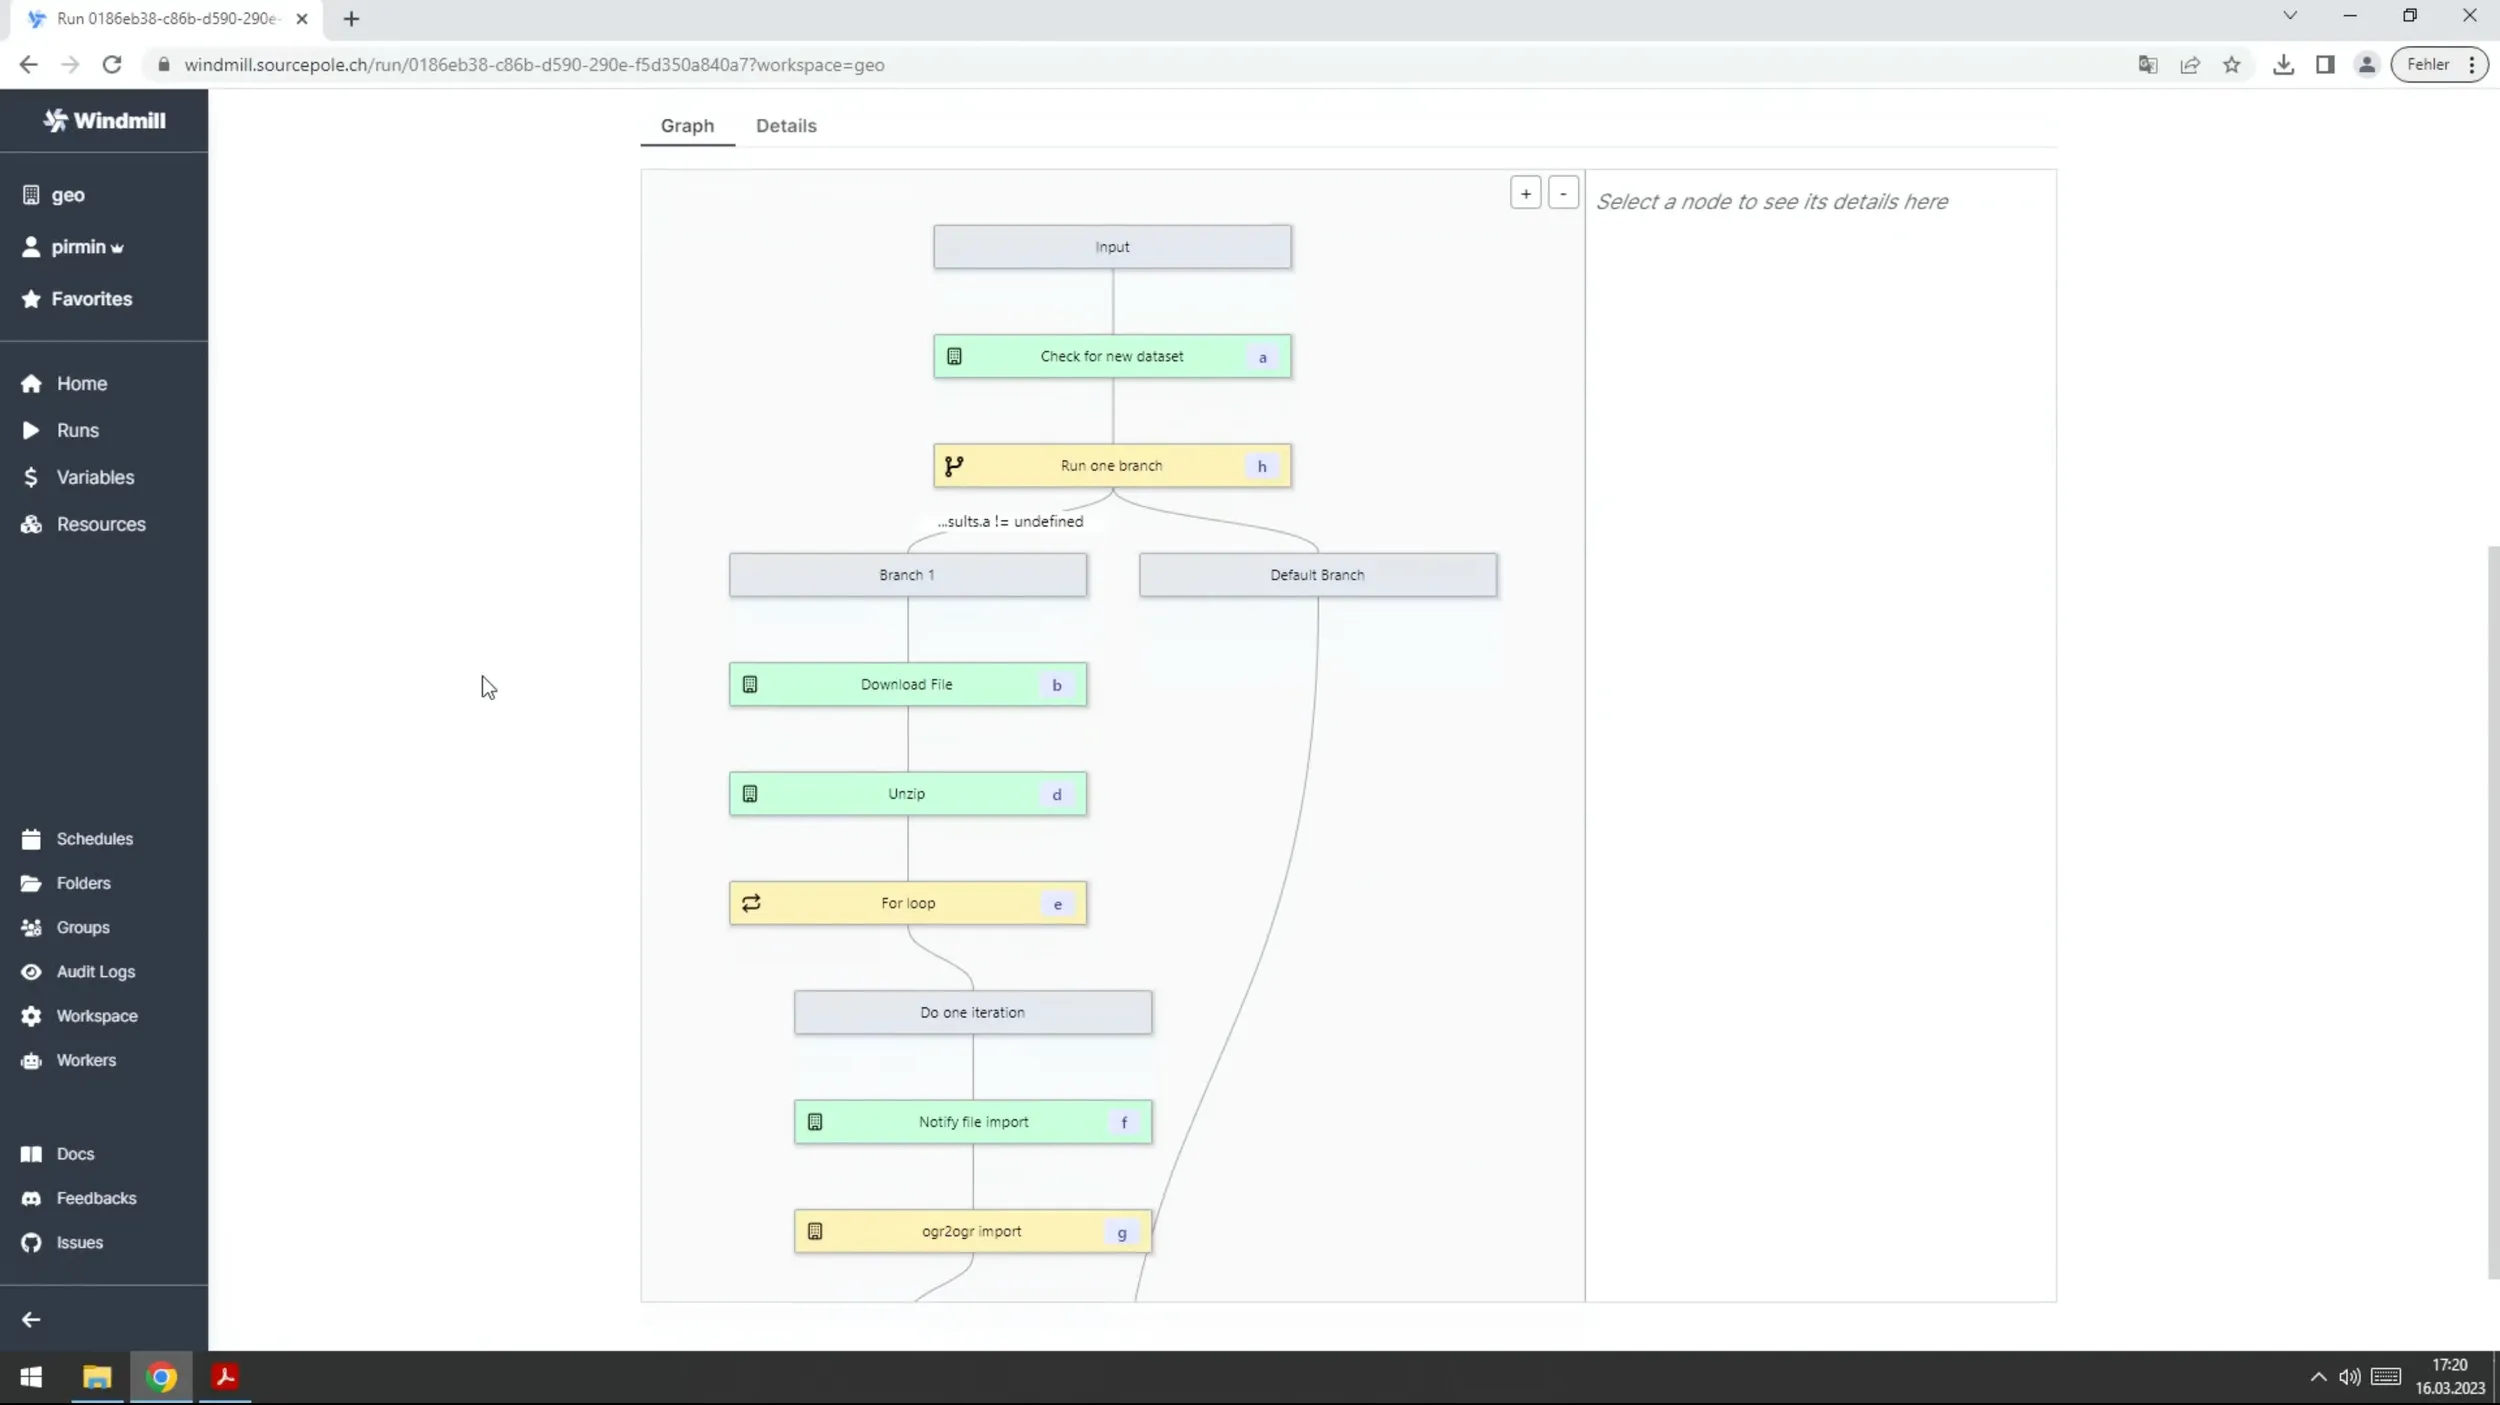 Run 0186eb38-c86b-d590-290e-
windmill.sourcepole.ch/run/0186eb38-c86b-d590-290e-f5d350a840a7?workspace=geo
Fehler
Windmill
geo
pirmin
Favorites
Home
Runs
Variables
Resources
Schedules
Folders
Groups
Audit Logs
Workspace
Workers
Docs
Feedbacks
Issues
Graph
Details
+ -
Select a node to see its details here
Input
Check for new dataset a
Run one branch h
...sults.a != undefined
Branch 1
Default Branch
Download File b
Unzip d
For loop e
Do one iteration
Notify file import f
ogr2ogr import g
17:20
16.03.2023